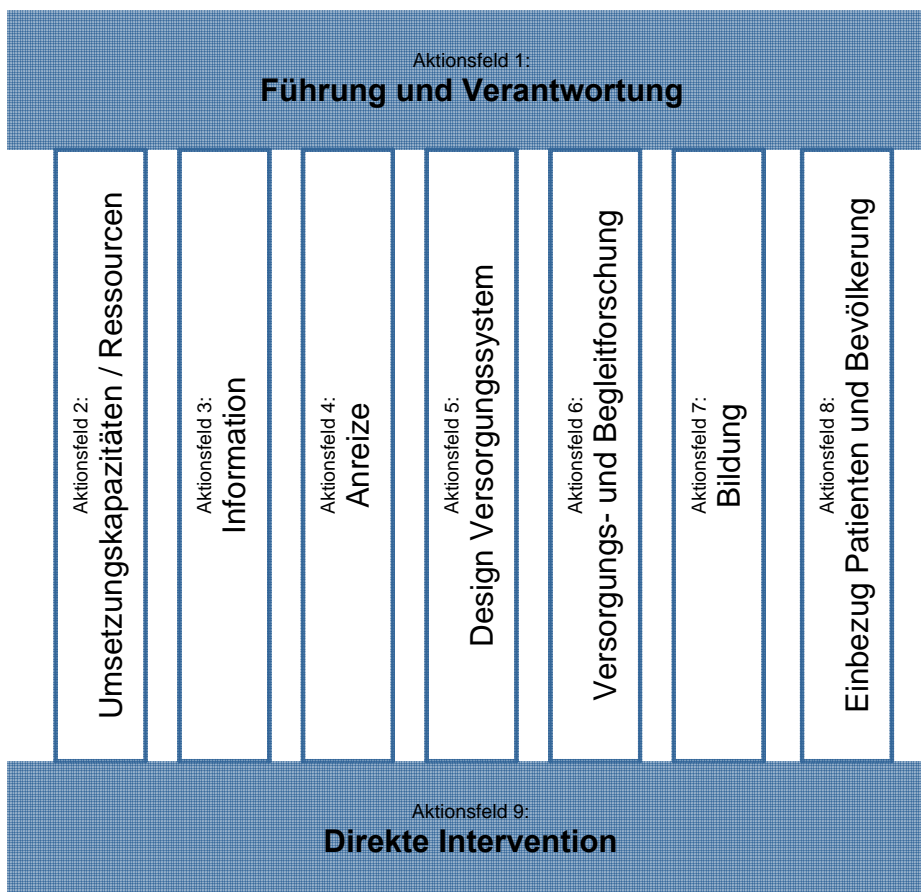 Aktionsfeld 1:
Führung und Verantwortung
Aktionsfeld 2:
Umsetzungskapazitäten / Ressourcen
Aktionsfeld 3:
Information
Aktionsfeld 4:
Anreize
Aktionsfeld 5:
Design Versorgungssystem
Aktionsfeld 6:
Versorgungs- und Begleitforschung
Aktionsfeld 7:
Bildung
Aktionsfeld 8:
Einbezug Patienten und Bevölkerung
Aktionsfeld 9:
Direkte Intervention